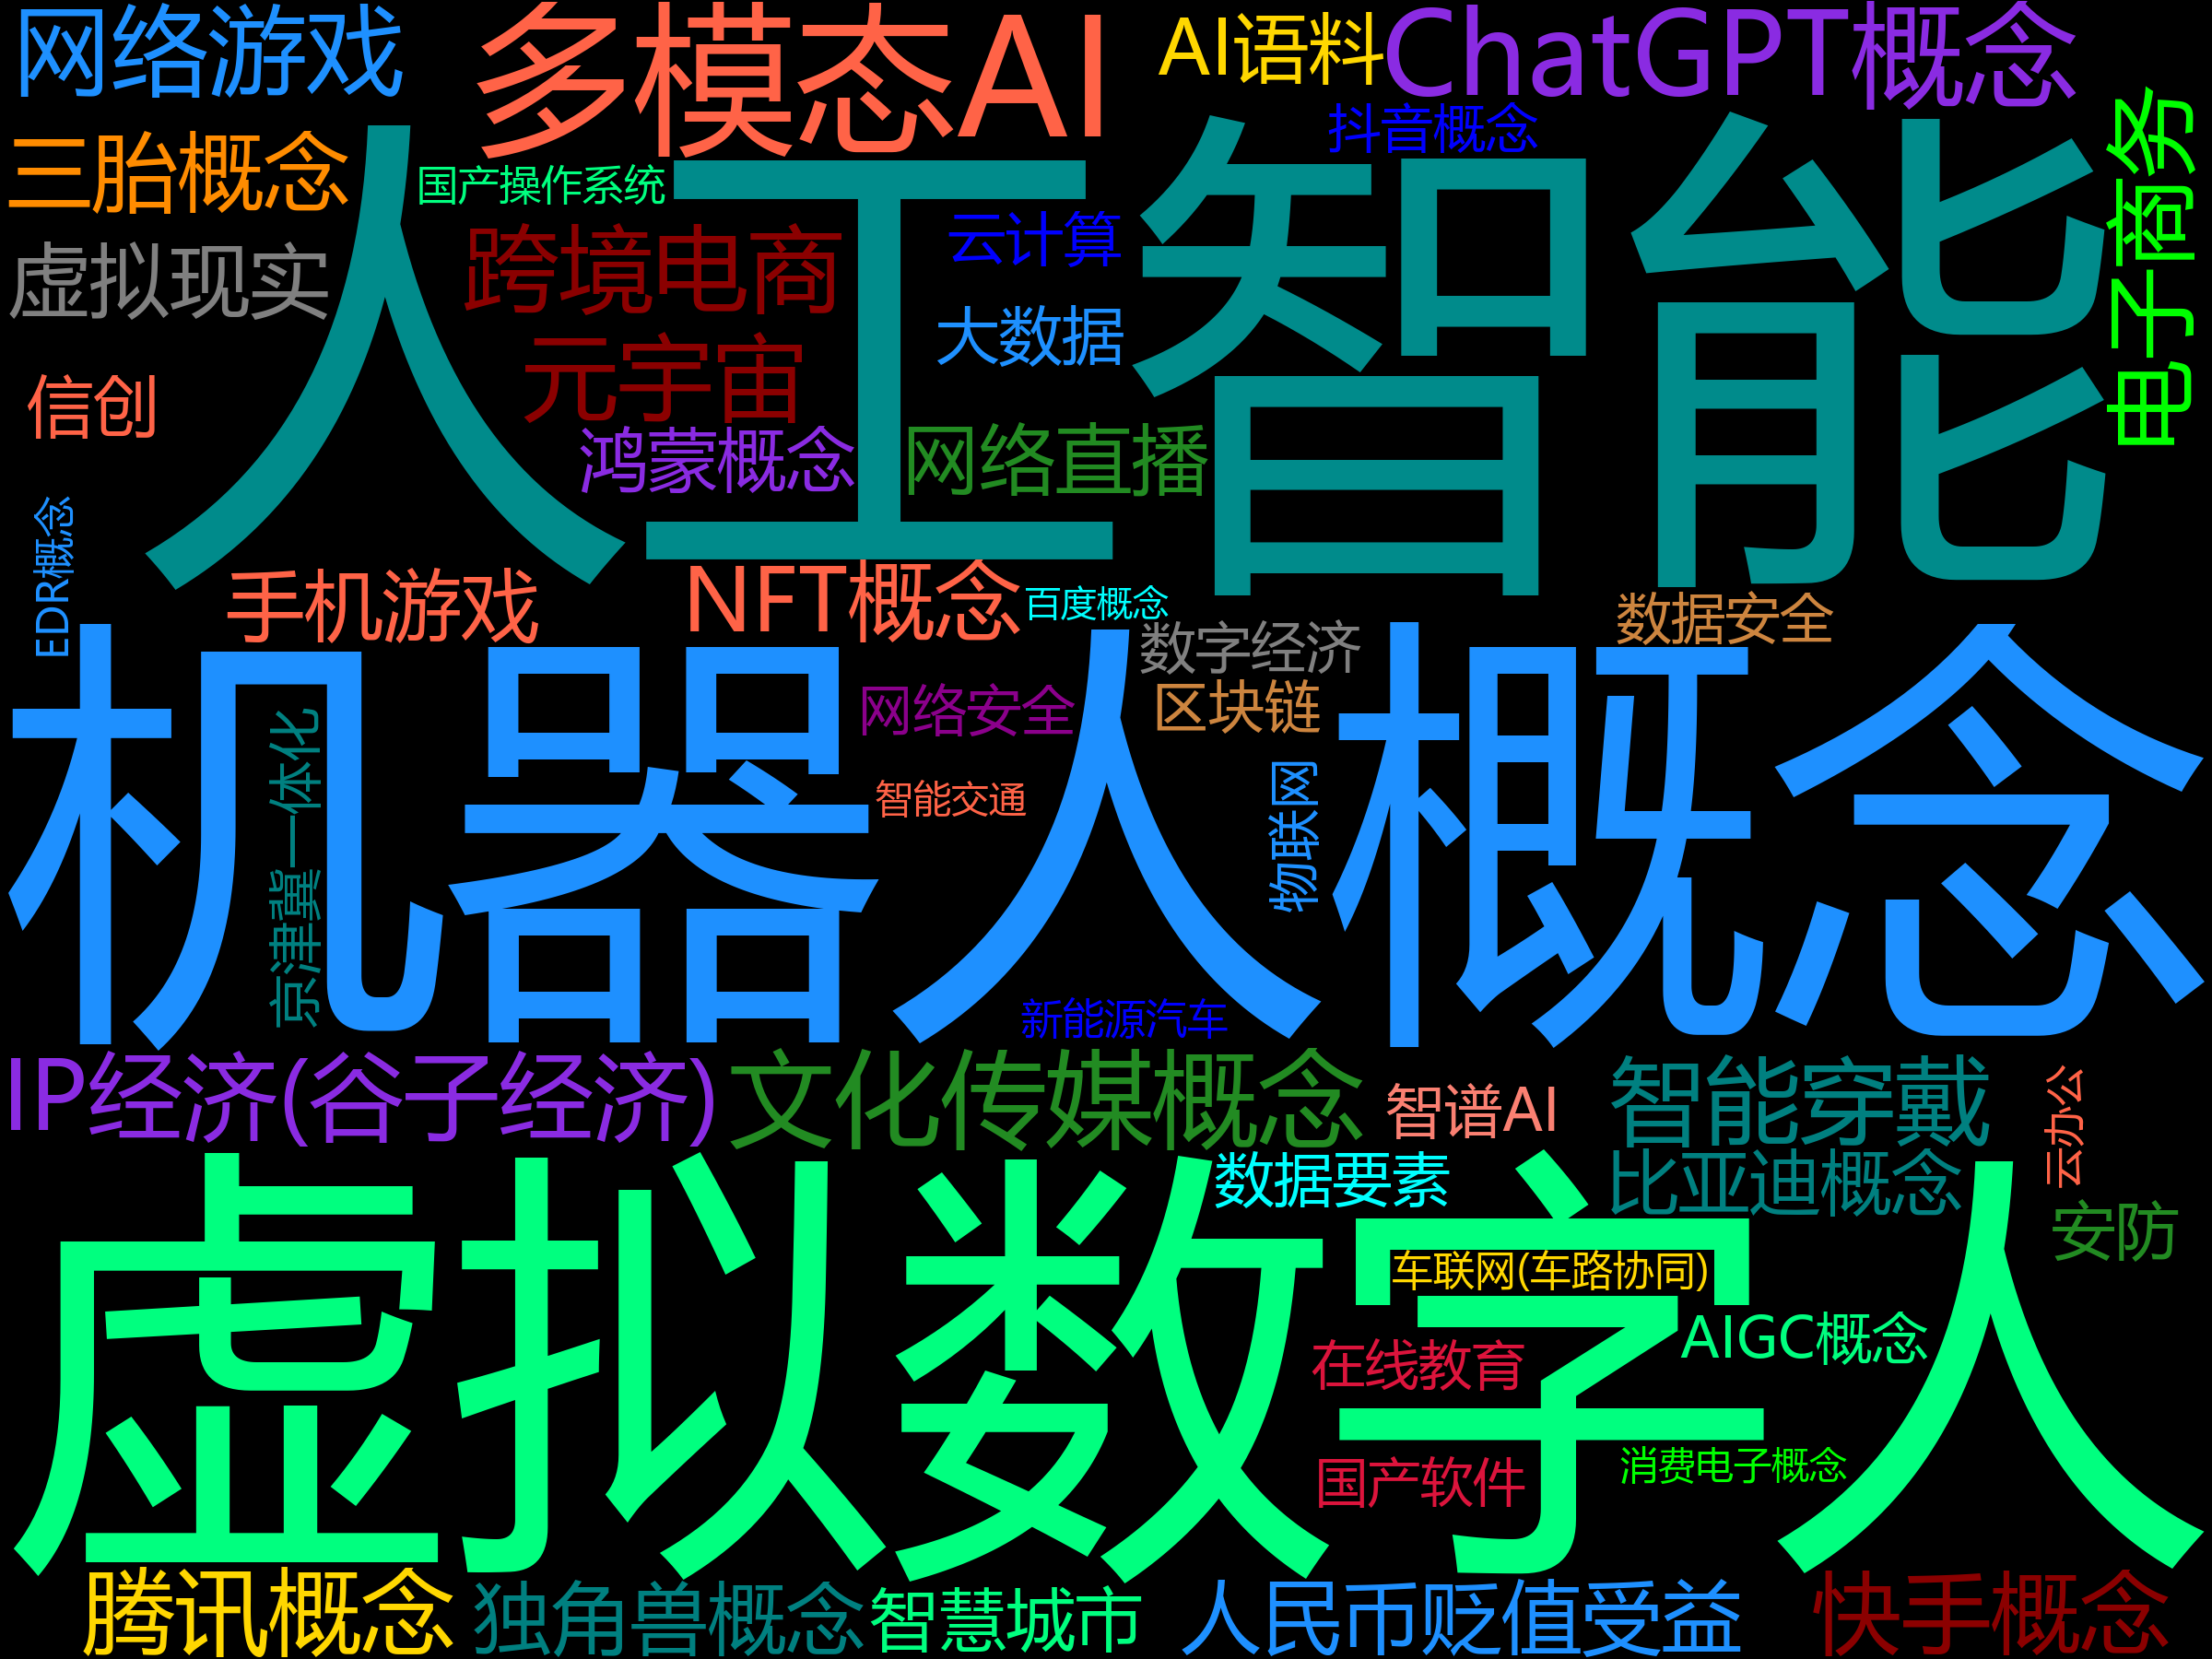 网络游戏
多模态AI
AI语料
ChatGPT概念
抖音概念
电子商务
三胎概念
国产操作系统
人工智能
虚拟现实
跨境电商
云计算
大数据
元宇宙
信创
鸿蒙概念
网络直播
EDR概念
手机游戏
NFT概念
百度概念
数据安全
数字经济
机器人概念
网络安全
区块链
京津冀一体化
智能交通
物联网
新能源汽车
IP经济(谷子经济)
文化传媒概念
智谱AI
智能穿戴
云办公
数据要素
比亚迪概念
安防
虚拟数字人
车联网(车路协同)
AIGC概念
在线教育
国产软件
消费电子概念
腾讯概念
独角兽概念
智慧城市
人民币贬值受益
快手概念